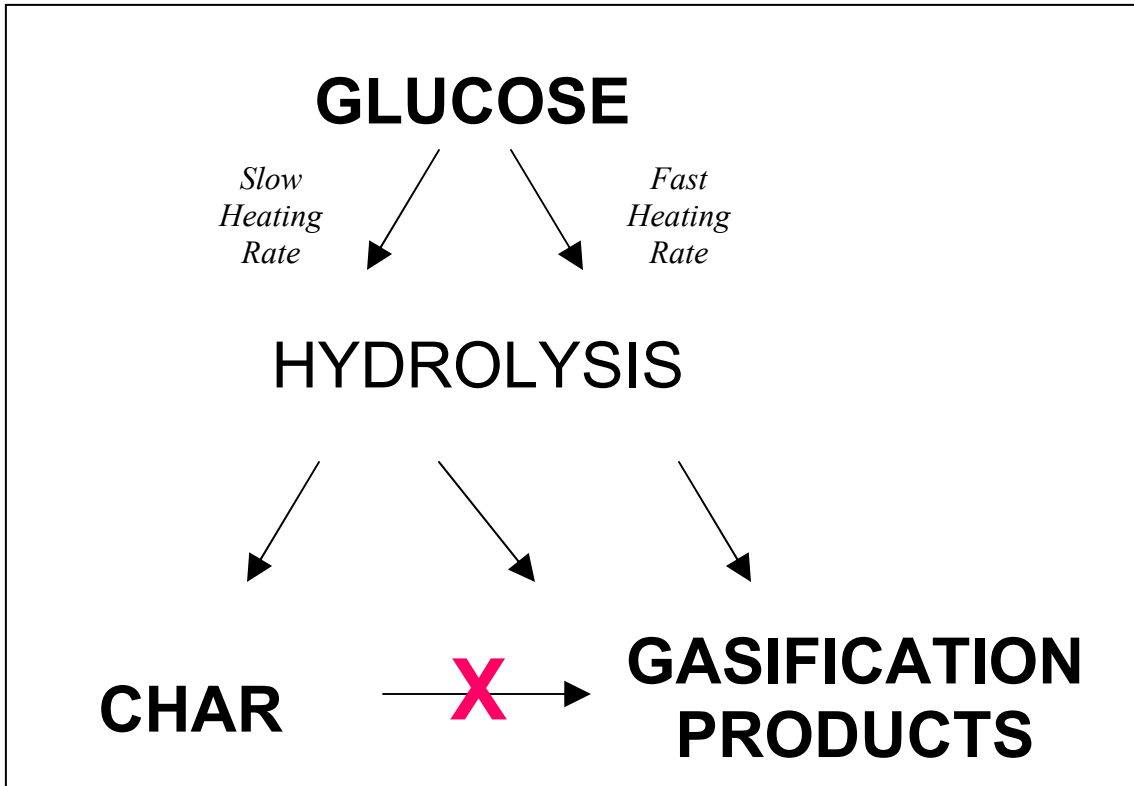 GLUCOSE
Slow
Heating
Rate
Fast
Heating
Rate
HYDROLYSIS
CHAR
X
GASIFICATION
PRODUCTS